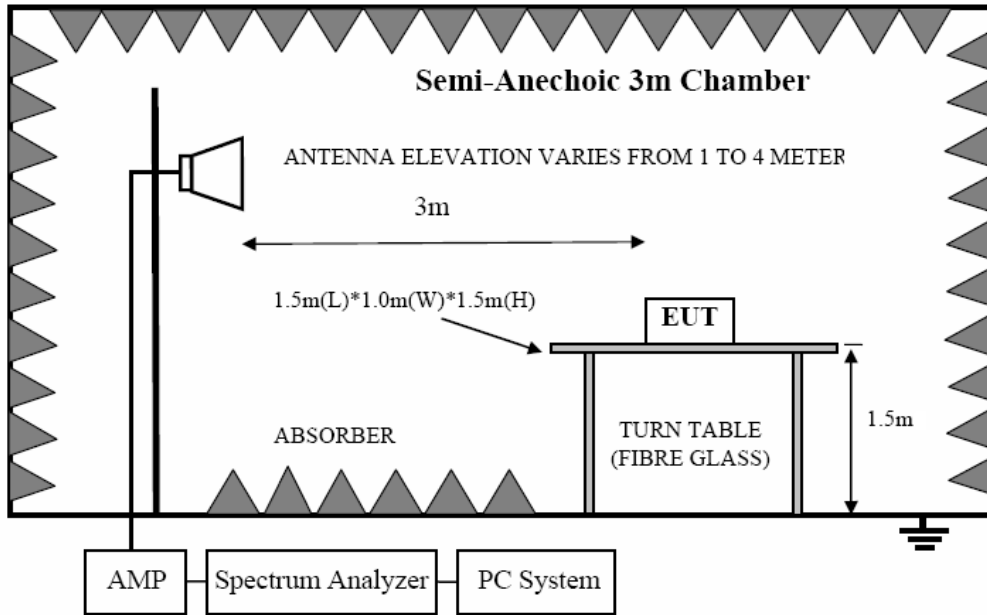 Semi-Anechoic 3m Chamber
ANTENNA ELEVATION VARIES FROM 1 TO 4 METER
3m
1.5m(L)*1.0m(W)*1.5m(H)
EUT
1.5m
ABSORBER
TURN TABLE
(FIBRE GLASS)
AMP
Spectrum Analyzer
PC System